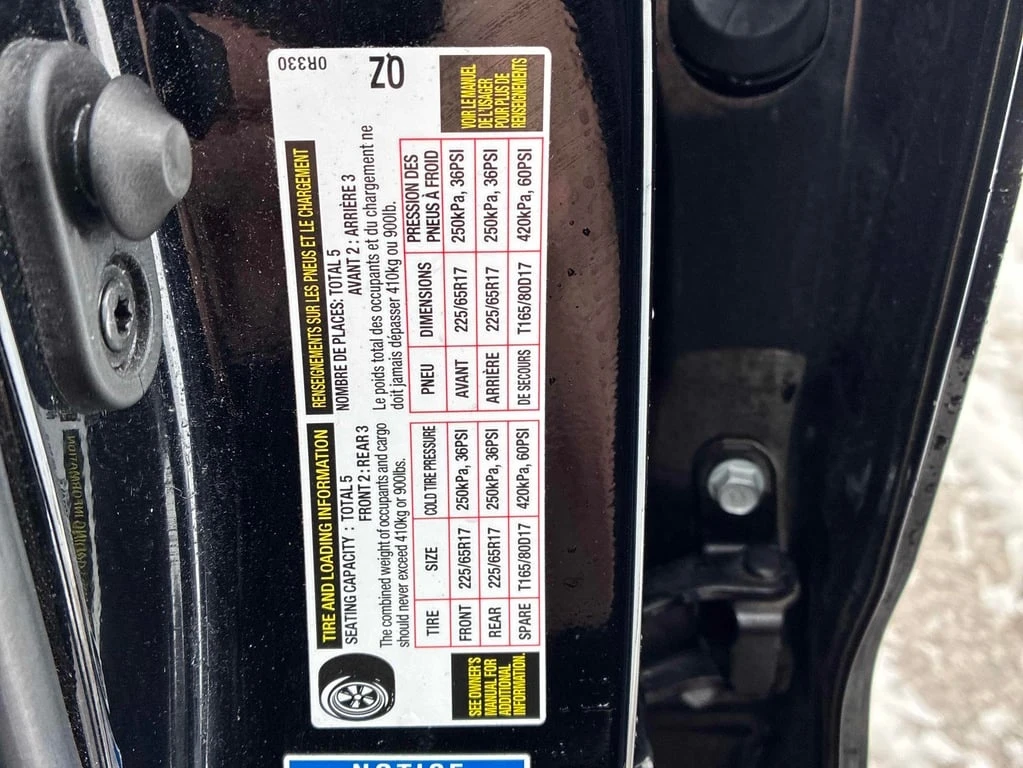 TIRE AND LOADING INFORMATION
SEATING CAPACITY : TOTAL 5
FRONT 2 : REAR 3
The combined weight of occupants and cargo
should never exceed 410kg or 900lbs.
TIRE SIZE COLD TIRE PRESSURE
FRONT 225/65R17 250kPa, 36PSI
REAR 225/65R17 250kPa, 36PSI
SPARE T165/80D17 420kPa, 60PSI
SEE OWNER'S
MANUAL FOR
ADDITIONAL
INFORMATION.
RENSEIGNEMENTS SUR LES PNEUS ET LE CHARGEMENT
NOMBRE DE PLACES: TOTAL 5
AVANT 2 : ARRIÈRE 3
Le poids total des occupants et du chargement ne
doit jamais dépasser 410kg ou 900lb.
PNEU DIMENSIONS PRESSION DES
PNEUS À FROID
AVANT 225/65R17 250kPa, 36PSI
ARRIÈRE 225/65R17 250kPa, 36PSI
DE SECOURS T165/80D17 420kPa, 60PSI
0R330
QZ
VOIR LE MANUEL
DE L'USAGER
POUR PLUS DE
RENSEIGNEMENTS
NOTICE